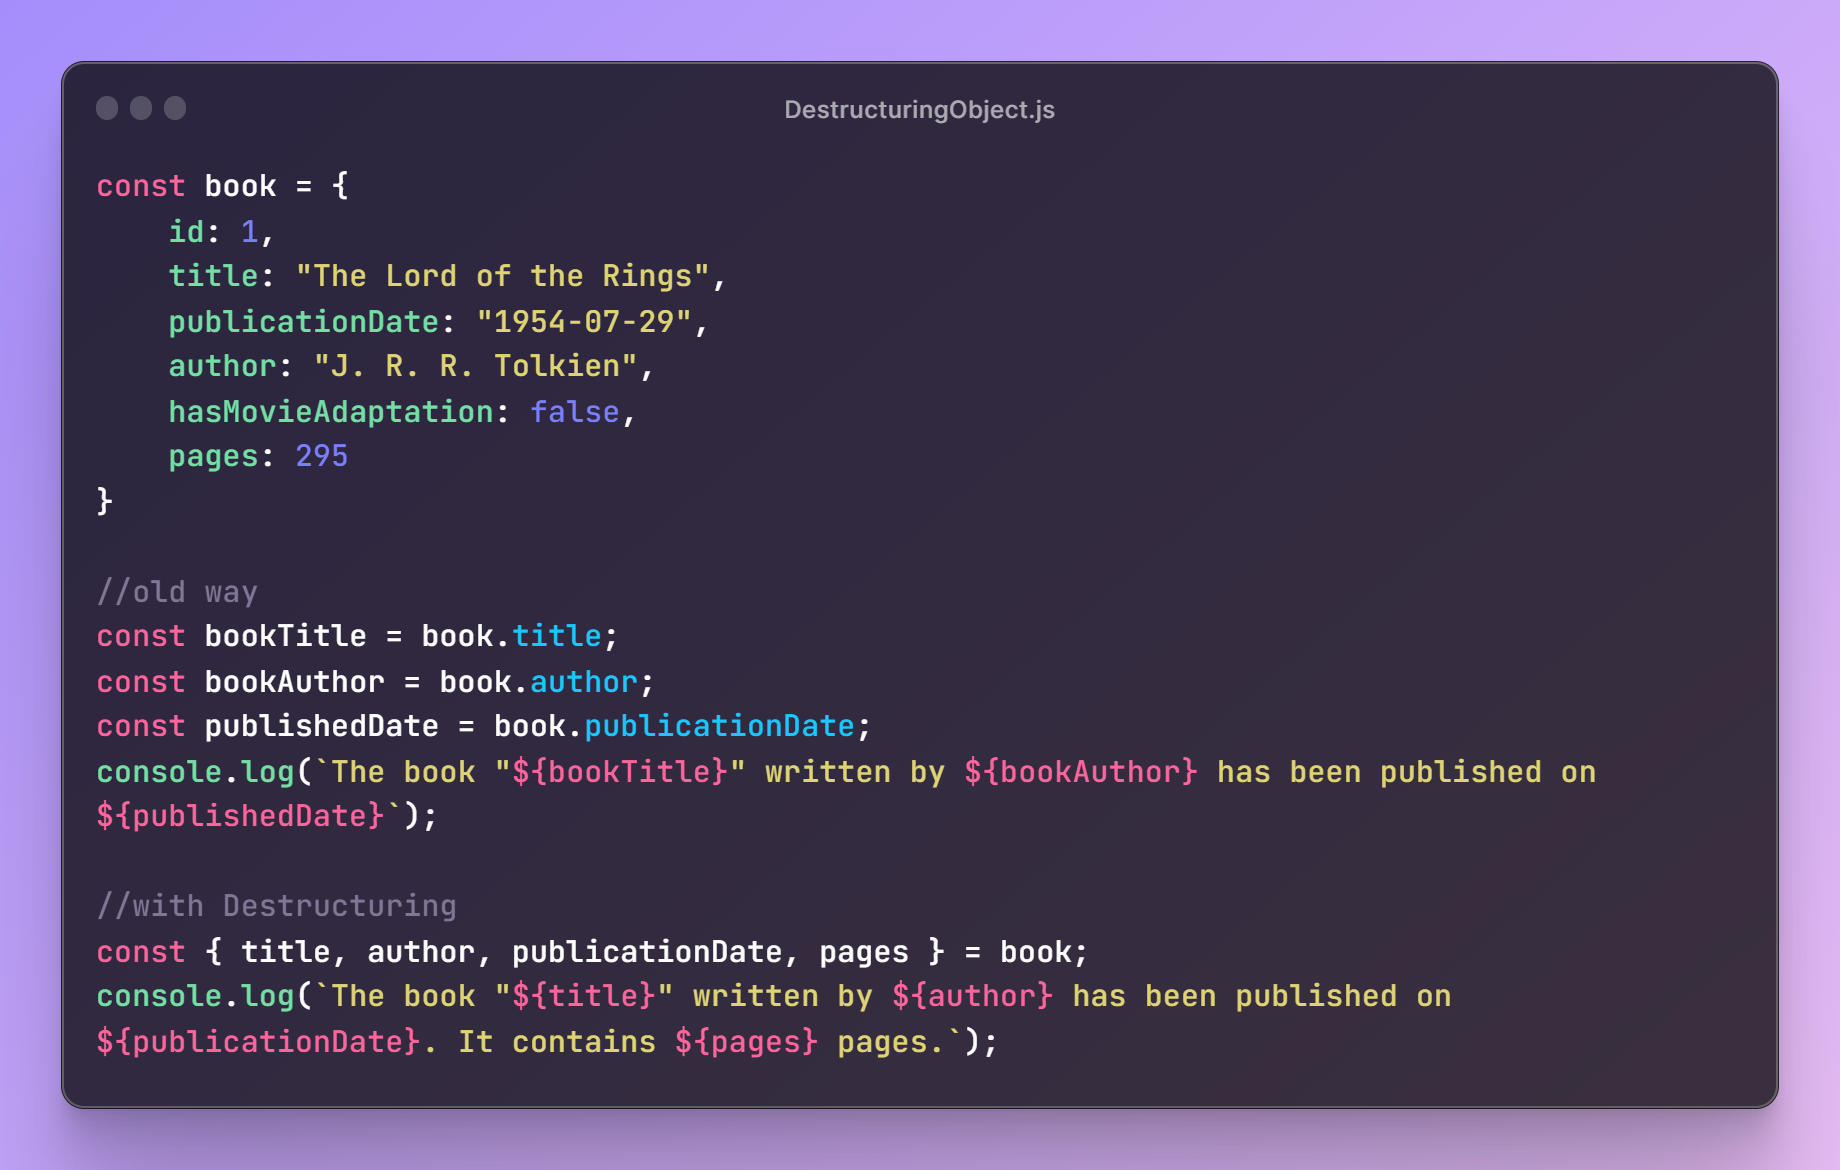 DestructuringObject.js
const book = {
    id: 1,
    title: "The Lord of the Rings",
    publicationDate: "1954-07-29",
    author: "J. R. R. Tolkien",
    hasMovieAdaptation: false,
    pages: 295
}
//old way
const bookTitle = book.title;
const bookAuthor = book.author;
const publishedDate = book.publicationDate;
console.log(`The book "${bookTitle}" written by ${bookAuthor} has been published on
${publishedDate}`);
//with Destructuring
const { title, author, publicationDate, pages } = book;
console.log(`The book "${title}" written by ${author} has been published on
${publicationDate}. It contains ${pages} pages.`);